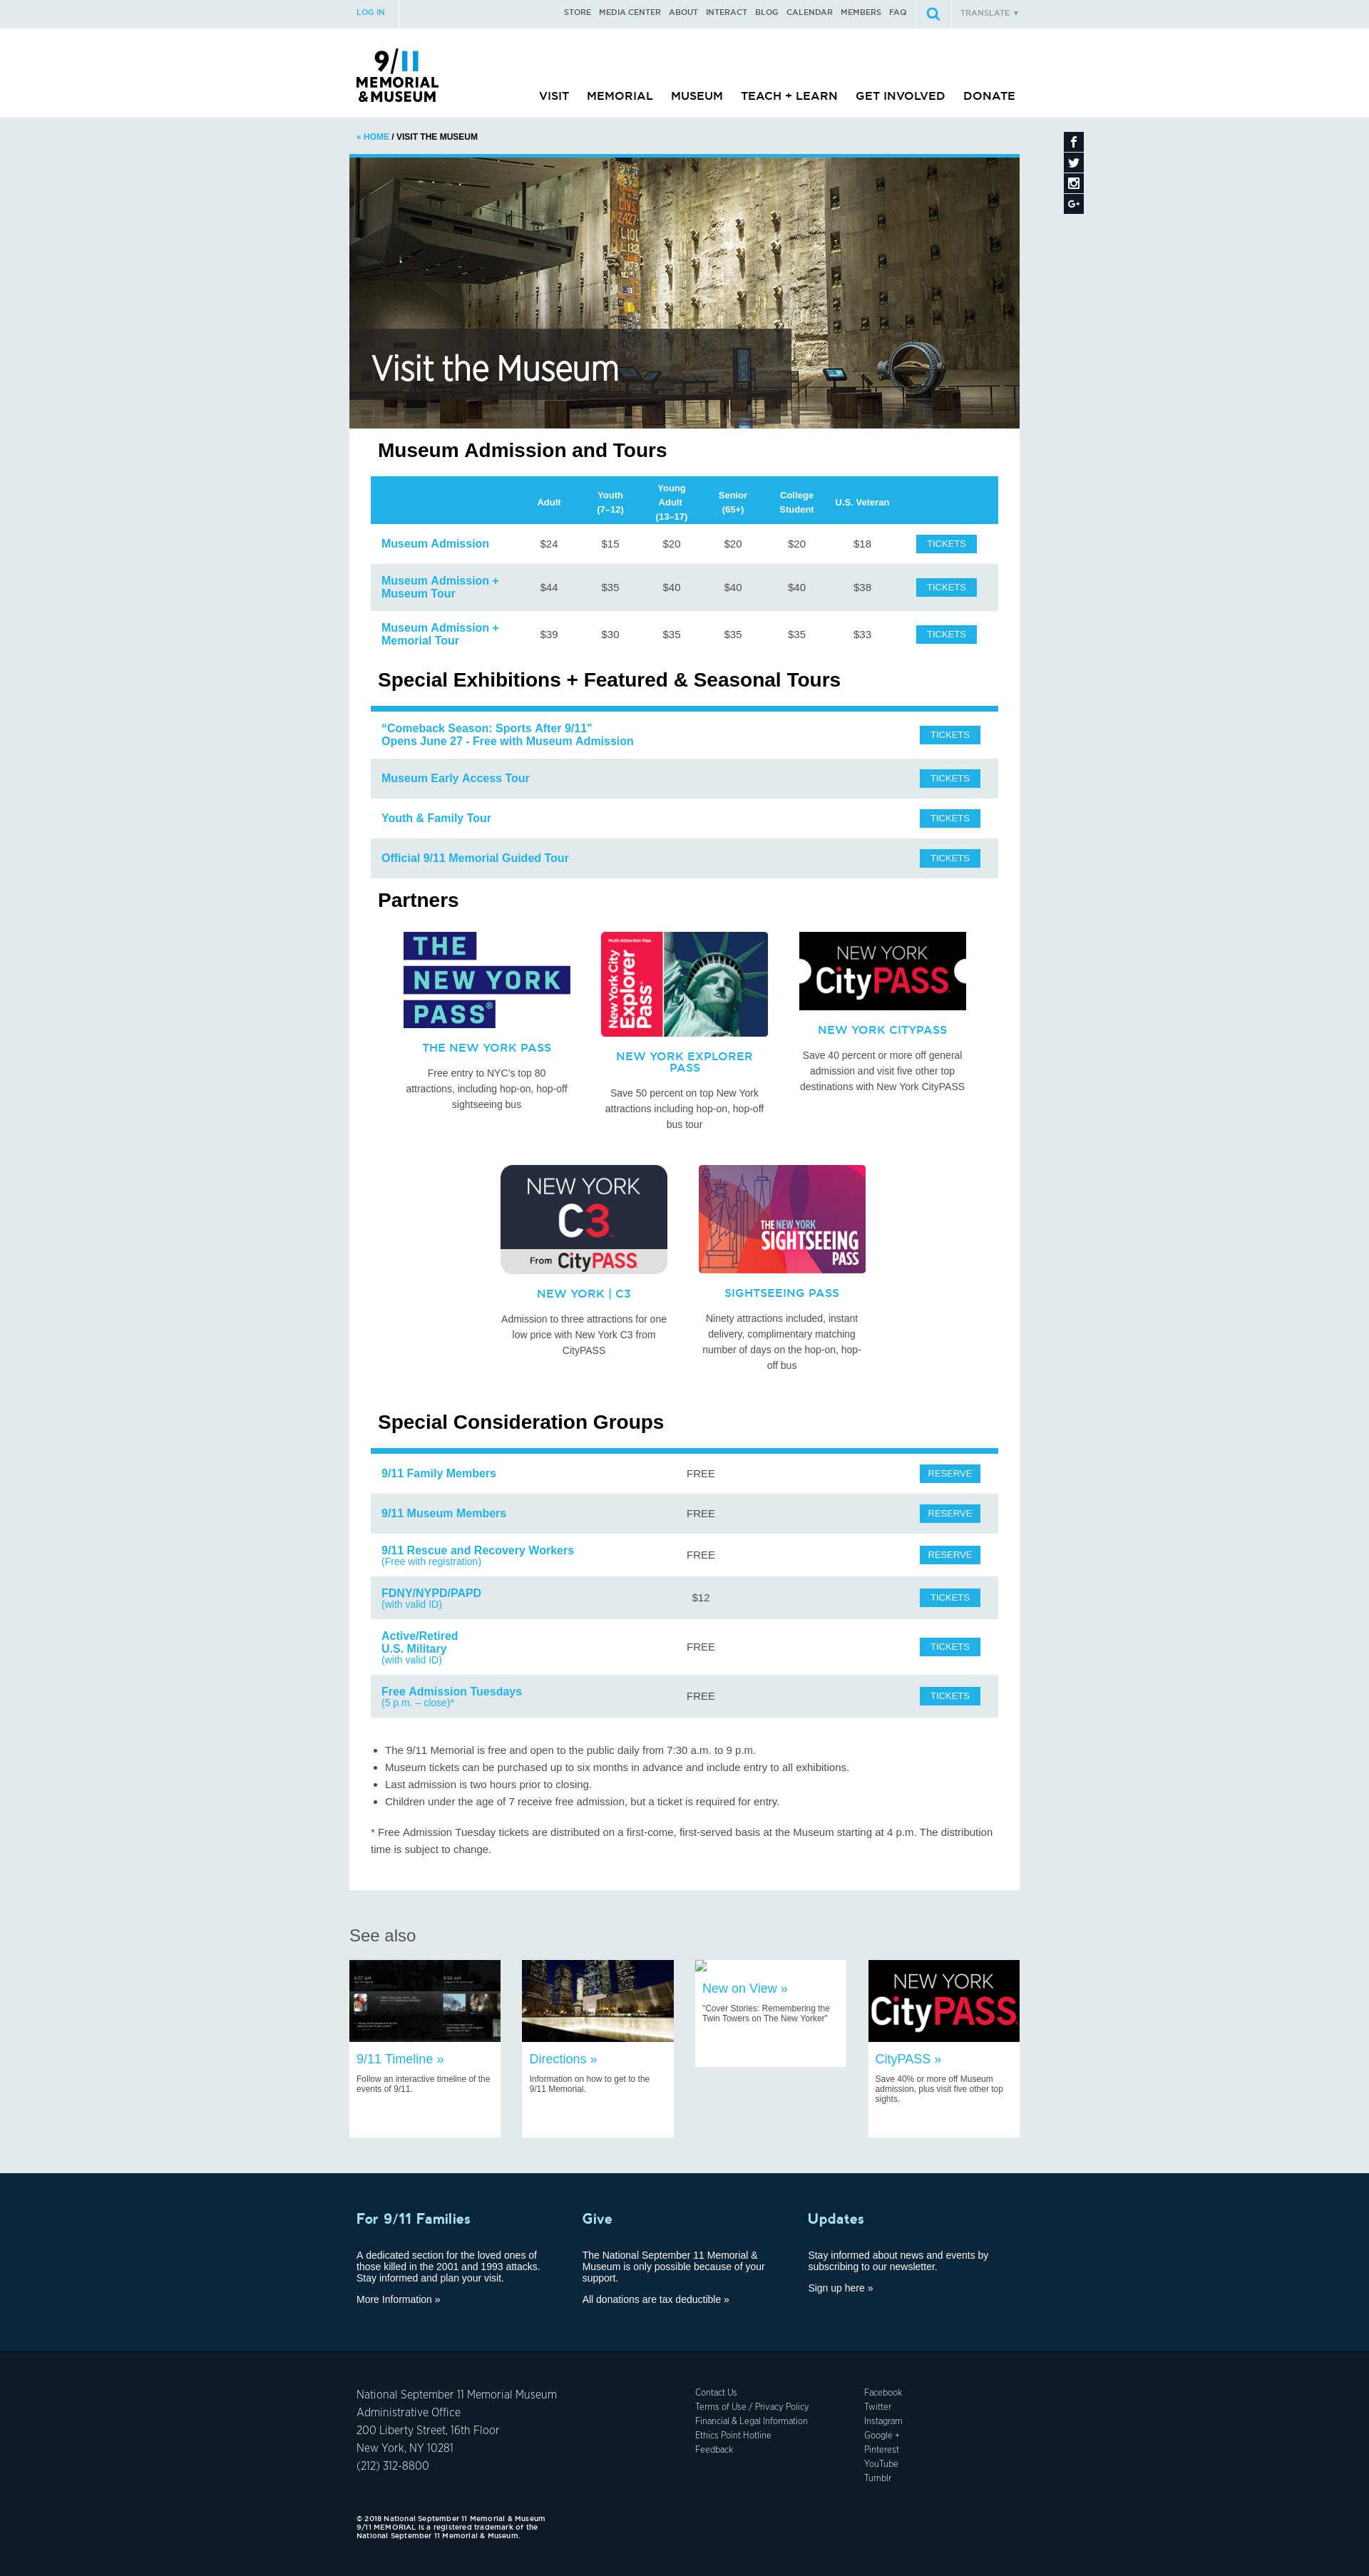 LOG IN
STORE MEDIA CENTER ABOUT INTERACT BLOG CALENDAR MEMBERS FAQ
TRANSLATE ▼
9/11
MEMORIAL
&MUSEUM
VISIT MEMORIAL MUSEUM TEACH + LEARN GET INVOLVED DONATE
« HOME / VISIT THE MUSEUM
Visit the Museum
Museum Admission and Tours
Adult Youth (7–12) Young Adult (13–17) Senior (65+) College Student U.S. Veteran
Museum Admission $24 $15 $20 $20 $20 $18 TICKETS
Museum Admission +
Museum Tour $44 $35 $40 $40 $40 $38 TICKETS
Museum Admission +
Memorial Tour $39 $30 $35 $35 $35 $33 TICKETS
Special Exhibitions + Featured & Seasonal Tours
“Comeback Season: Sports After 9/11"
Opens June 27 - Free with Museum Admission TICKETS
Museum Early Access Tour TICKETS
Youth & Family Tour TICKETS
Official 9/11 Memorial Guided Tour TICKETS
Partners
THE
NEW YORK
PASS®
THE NEW YORK PASS
Free entry to NYC's top 80
attractions, including hop-on, hop-off
sightseeing bus
Multi-Attraction Pass
New York City
Explorer
Pass
NEW YORK EXPLORER
PASS
Save 50 percent on top New York
attractions including hop-on, hop-off
bus tour
NEW YORK
CityPASS
NEW YORK CITYPASS
Save 40 percent or more off general
admission and visit five other top
destinations with New York CityPASS
NEW YORK
C3
From CityPASS
NEW YORK | C3
Admission to three attractions for one
low price with New York C3 from
CityPASS
THE NEW YORK
SIGHTSEEING
PASS
SIGHTSEEING PASS
Ninety attractions included, instant
delivery, complimentary matching
number of days on the hop-on, hop-
off bus
Special Consideration Groups
9/11 Family Members FREE RESERVE
9/11 Museum Members FREE RESERVE
9/11 Rescue and Recovery Workers
(Free with registration) FREE RESERVE
FDNY/NYPD/PAPD
(with valid ID) $12 TICKETS
Active/Retired
U.S. Military
(with valid ID) FREE TICKETS
Free Admission Tuesdays
(5 p.m. – close)* FREE TICKETS
• The 9/11 Memorial is free and open to the public daily from 7:30 a.m. to 9 p.m.
• Museum tickets can be purchased up to six months in advance and include entry to all exhibitions.
• Last admission is two hours prior to closing.
• Children under the age of 7 receive free admission, but a ticket is required for entry.
* Free Admission Tuesday tickets are distributed on a first-come, first-served basis at the Museum starting at 4 p.m. The distribution
time is subject to change.
See also
9/11 Timeline »
Follow an interactive timeline of the
events of 9/11.
Directions »
Information on how to get to the
9/11 Memorial.
New on View »
"Cover Stories: Remembering the
Twin Towers on The New Yorker"
NEW YORK
CityPASS
CityPASS »
Save 40% or more off Museum
admission, plus visit five other top
sights.
For 9/11 Families
A dedicated section for the loved ones of
those killed in the 2001 and 1993 attacks.
Stay informed and plan your visit.
More Information »
Give
The National September 11 Memorial &
Museum is only possible because of your
support.
All donations are tax deductible »
Updates
Stay informed about news and events by
subscribing to our newsletter.
Sign up here »
National September 11 Memorial Museum
Administrative Office
200 Liberty Street, 16th Floor
New York, NY 10281
(212) 312-8800
Contact Us
Terms of Use / Privacy Policy
Financial & Legal Information
Ethics Point Hotline
Feedback
Facebook
Twitter
Instagram
Google +
Pinterest
YouTube
Tumblr
© 2018 National September 11 Memorial & Museum
9/11 MEMORIAL is a registered trademark of the
National September 11 Memorial & Museum.